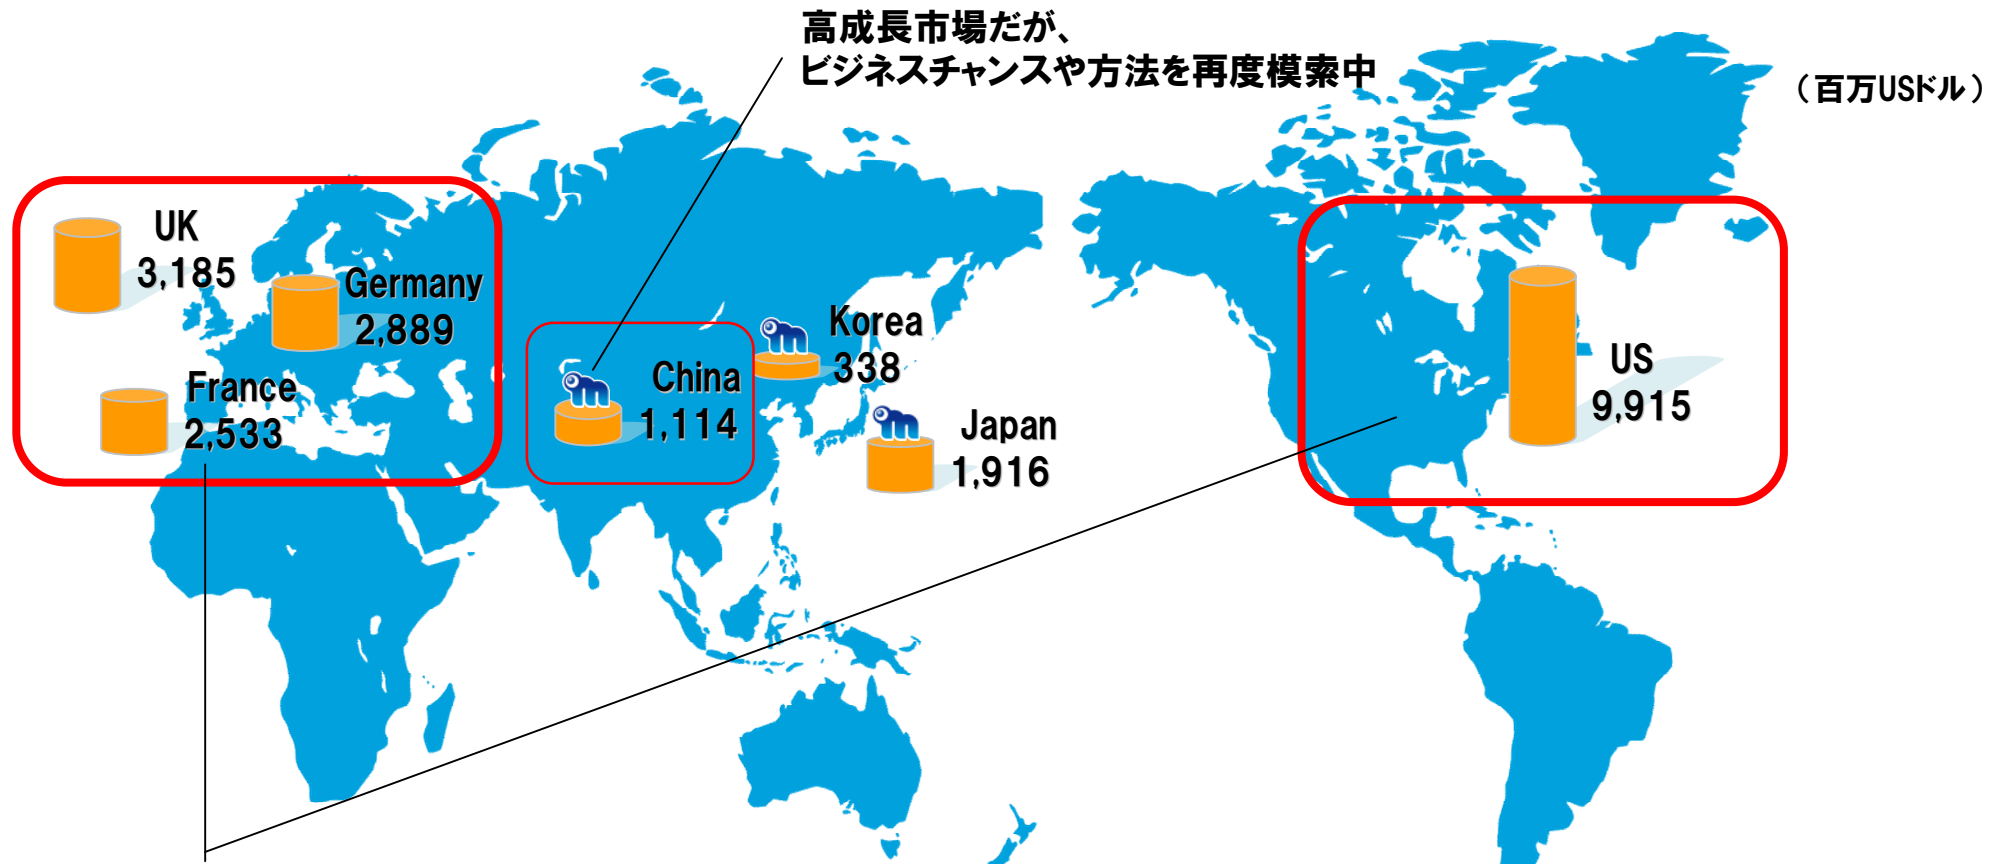 高成長市場だが、
ビジネスチャンスや方法を再度模索中
（百万USドル）
UK
3,185
Germany
2,889
France
2,533
China
1,114
Korea
338
Japan
1,916
US
9,915